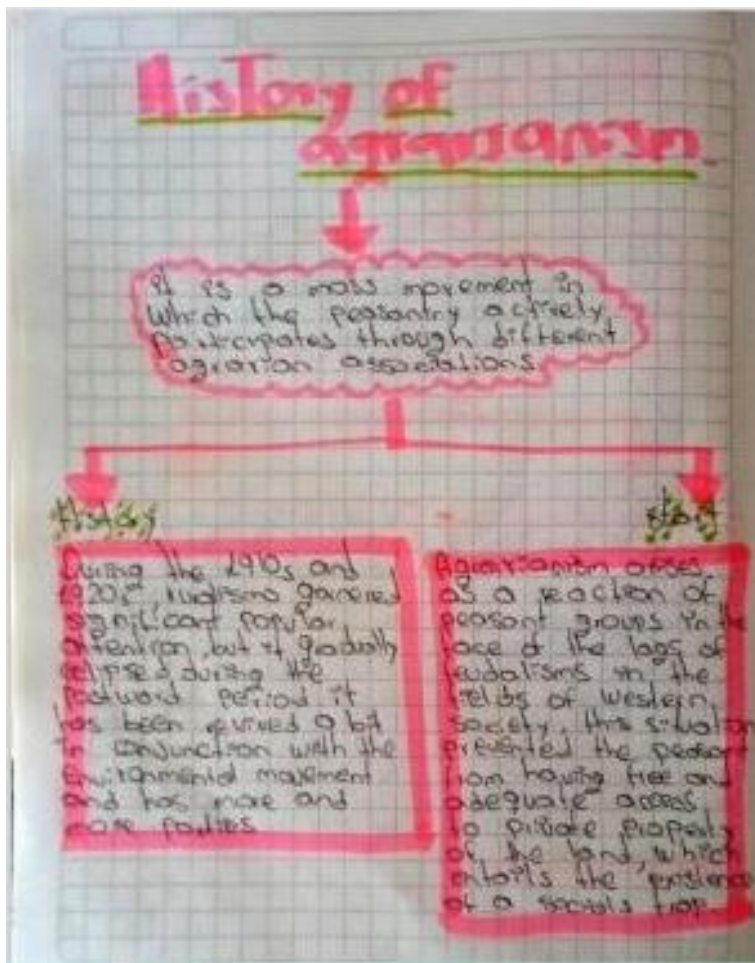 History of
agrarianism.
it is a mass movement in
which the peasantry actively
participates through different
agrarian associations
History
During the 1910s and
1920s ruralisms garnered
significant popular
attention but it gradually
eclipsed during the
postword period it
has been revived a bit
in conjunction with the
environmental movement
and has more and
more parties
start
Agrarianism arises
as a reaction of
peasant groups in the
face of the lags of
feudalisms in the
fields of western
society, this situation
prevented the peasant
from having free and
adequate access
to private property
of the land, which
entails the existence
of a